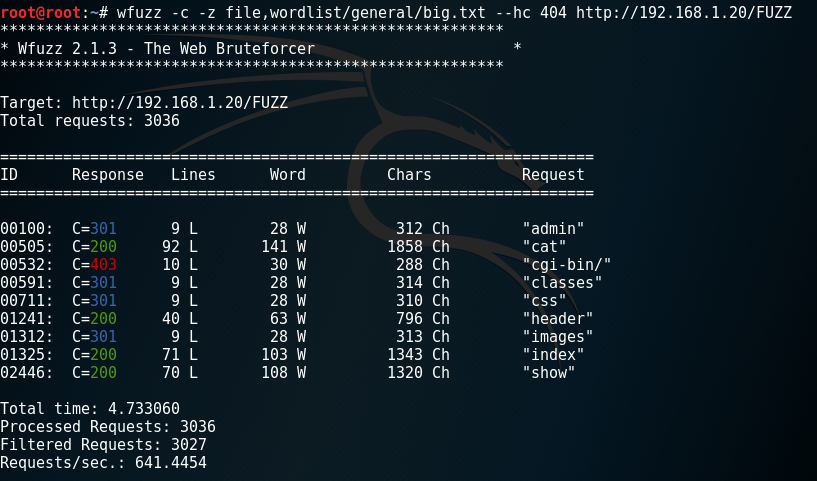 root@root:~# wfuzz -c -z file,wordlist/general/big.txt --hc 404 http://192.168.1.20/FUZZ
********************************************************
* Wfuzz 2.1.3 - The Web Bruteforcer                      *
********************************************************
Target: http://192.168.1.20/FUZZ
Total requests: 3036
==================================================================
ID      Response   Lines      Word         Chars          Request
==================================================================
00100:  C=301      9 L        28 W          312 Ch        "admin"
00505:  C=200     92 L       141 W         1858 Ch        "cat"
00532:  C=403     10 L        30 W          288 Ch        "cgi-bin/"
00591:  C=301      9 L        28 W          314 Ch        "classes"
00711:  C=301      9 L        28 W          310 Ch        "css"
01241:  C=200     40 L        63 W          796 Ch        "header"
01312:  C=301      9 L        28 W          313 Ch        "images"
01325:  C=200     71 L       103 W         1343 Ch        "index"
02446:  C=200     70 L       108 W         1320 Ch        "show"
Total time: 4.733060
Processed Requests: 3036
Filtered Requests: 3027
Requests/sec.: 641.4454